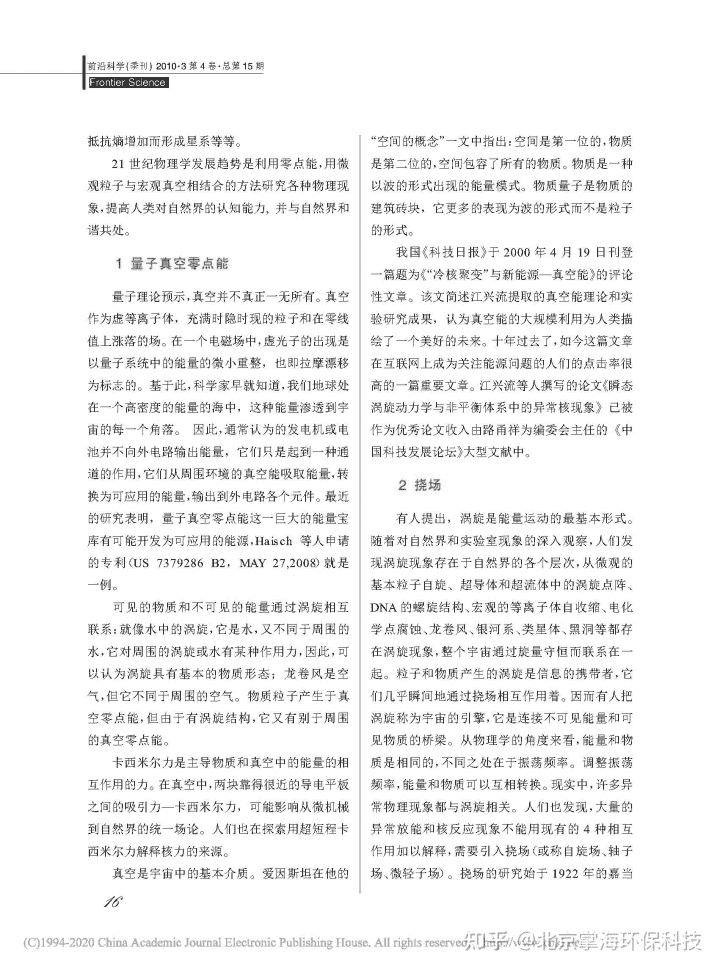 前沿科学(季刊) 2010·3 第 4 卷·总第 15 期
Frontier Science
抵抗熵增加而形成星系等等。
21 世纪物理学发展趋势是利用零点能,用微
观粒子与宏观真空相结合的方法研究各种物理现
象,提高人类对自然界的认知能力, 并与自然界和
谐共处。
1 量子真空零点能
量子理论预示,真空并不真正一无所有。真空
作为虚等离子体，充满时隐时现的粒子和在零线
值上涨落的场。在一个电磁场中,虚光子的出现是
以量子系统中的能量的微小重整，也即拉摩漂移
为标志的。基于此,科学家早就知道,我们地球处
在一个高密度的能量的海中，这种能量渗透到宇
宙的每一个角落。 因此,通常认为的发电机或电
池并不向外电路输出能量，它们只是起到一种通
道的作用,它们从周围环境的真空能吸取能量,转
换为可应用的能量,输出到外电路各个元件。最近
的研究表明，量子真空零点能这一巨大的能量宝
库有可能开发为可应用的能源,Haisch 等人申请
的专利(US 7379286 B2，MAY 27,2008)就是
一例。
可见的物质和不可见的能量通过涡旋相互
联系:就像水中的涡旋,它是水,又不同于周围的
水,它对周围的涡旋或水有某种作用力,因此,可
以认为涡旋具有基本的物质形态；龙卷风是空
气,但它不同于周围的空气。物质粒子产生于真
空零点能,但由于有涡旋结构,它又有别于周围
的真空零点能。
卡西米尔力是主导物质和真空中的能量的相
互作用的力。在真空中,两块靠得很近的导电平板
之间的吸引力—卡西米尔力，可能影响从微机械
到自然界的统一场论。人们也在探索用超短程卡
西米尔力解释核力的来源。
真空是宇宙中的基本介质。爱因斯坦在他的
“空间的概念”一文中指出:空间是第一位的,物质
是第二位的,空间包容了所有的物质。物质是一种
以波的形式出现的能量模式。物质量子是物质的
建筑砖块，它更多的表现为波的形式而不是粒子
的形式。
我国《科技日报》于 2000 年 4 月 19 日刊登
一篇题为《“冷核聚变”与新能源—真空能》的评论
性文章。该文简述江兴流提取的真空能理论和实
验研究成果，认为真空能的大规模利用为人类描
绘了一个美好的未来。十年过去了,如今这篇文章
在互联网上成为关注能源问题的人们的点击率很
高的一篇重要文章。江兴流等人撰写的论文《瞬态
涡旋动力学与非平衡体系中的异常核现象》已被
作为优秀论文收入由路甬祥为编委会主任的《中
国科技发展论坛》大型文献中。
2 挠场
有人提出，涡旋是能量运动的最基本形式。
随着对自然界和实验室现象的深入观察,人们发
现涡旋现象存在于自然界的各个层次,从微观的
基本粒子自旋、超导体和超流体中的涡旋点阵、
DNA 的螺旋结构、宏观的等离子体自收缩、电化
学点腐蚀、龙卷风、银河系、类星体、黑洞等都存
在涡旋现象,整个宇宙通过旋量守恒而联系在一
起。粒子和物质产生的涡旋是信息的携带者,它
们几乎瞬间地通过挠场相互作用着。因而有人把
涡旋称为宇宙的引擎,它是连接不可见能量和可
见物质的桥梁。从物理学的角度来看,能量和物
质是相同的,不同之处在于振荡频率。调整振荡
频率,能量和物质可以互相转换。现实中,许多异
常物理现象都与涡旋相关。人们也发现,大量的
异常放能和核反应现象不能用现有的 4 种相互
作用加以解释,需要引入挠场(或称自旋场、轴子
场、微轻子场)。挠场的研究始于 1922 年的嘉当
16
(C)1994-2020 China Academic Journal Electronic Publishing House. All rights reserved.
知乎 @北京掌海环保科技